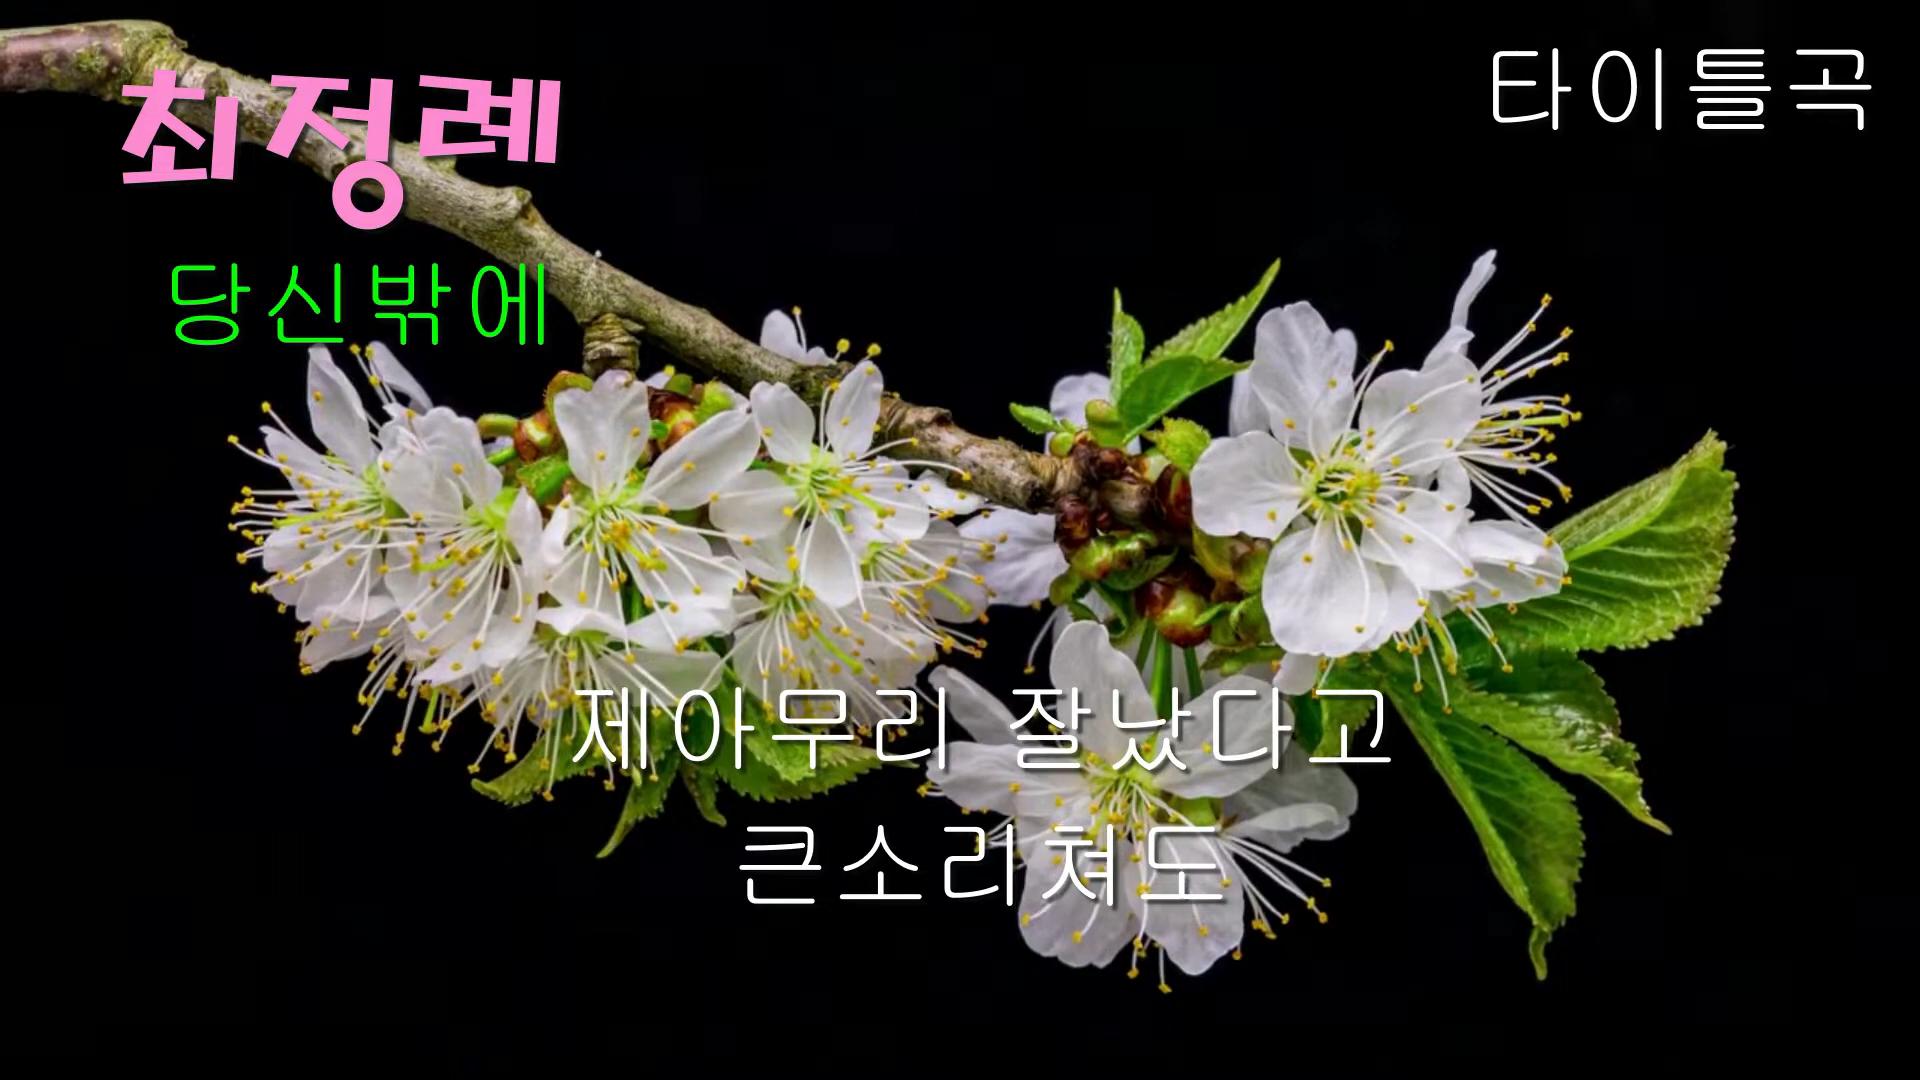 최정례
타이틀곡
당신밖에
제아무리 잘났다고
큰소리쳐도